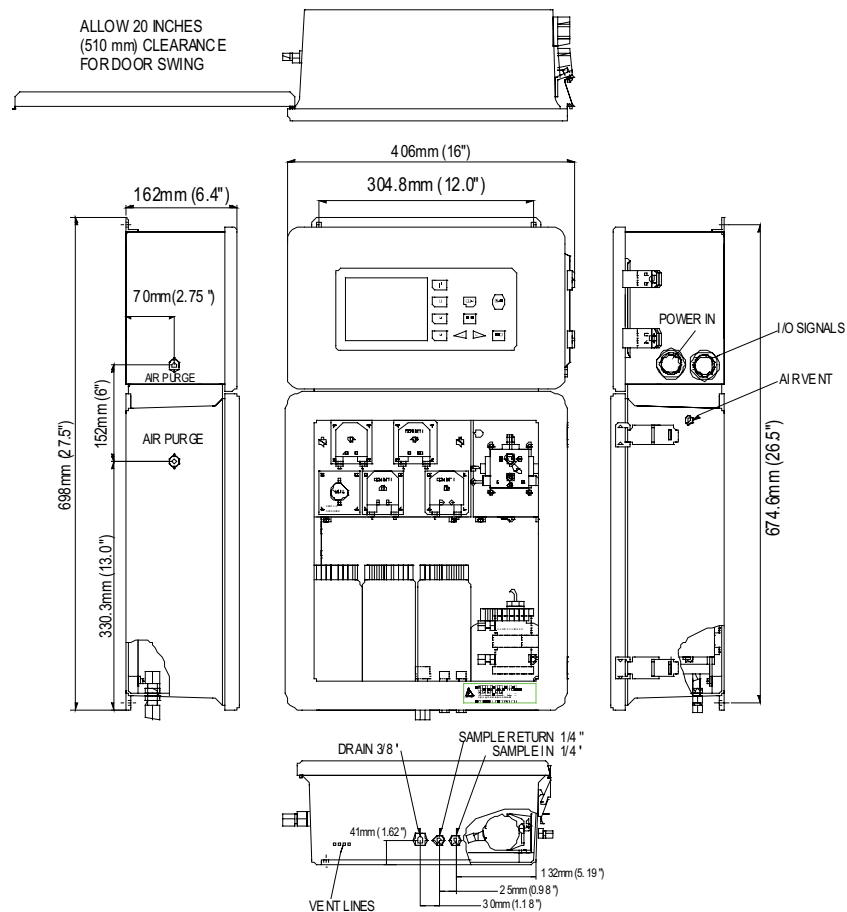 ALLOW 20 INCHES
(510 mm) CLEARANCE
FOR DOOR SWING
406mm (16")
304.8mm (12.0")
162mm (6.4")
70mm(2.75 ")
POWER IN
I/O SIGNALS
AIR PURGE
AIR VENT
152mm (6")
AIR PURGE
698mm (27.5")
674.6mm (26.5")
330.3mm (13.0")
SAMPLE RETURN 1/4"
DRAIN 3/8'
SAMPLE IN 1/4'
41mm (1.62")
132mm(5.19")
25mm(0.98")
30mm(1.18")
VENT LINES